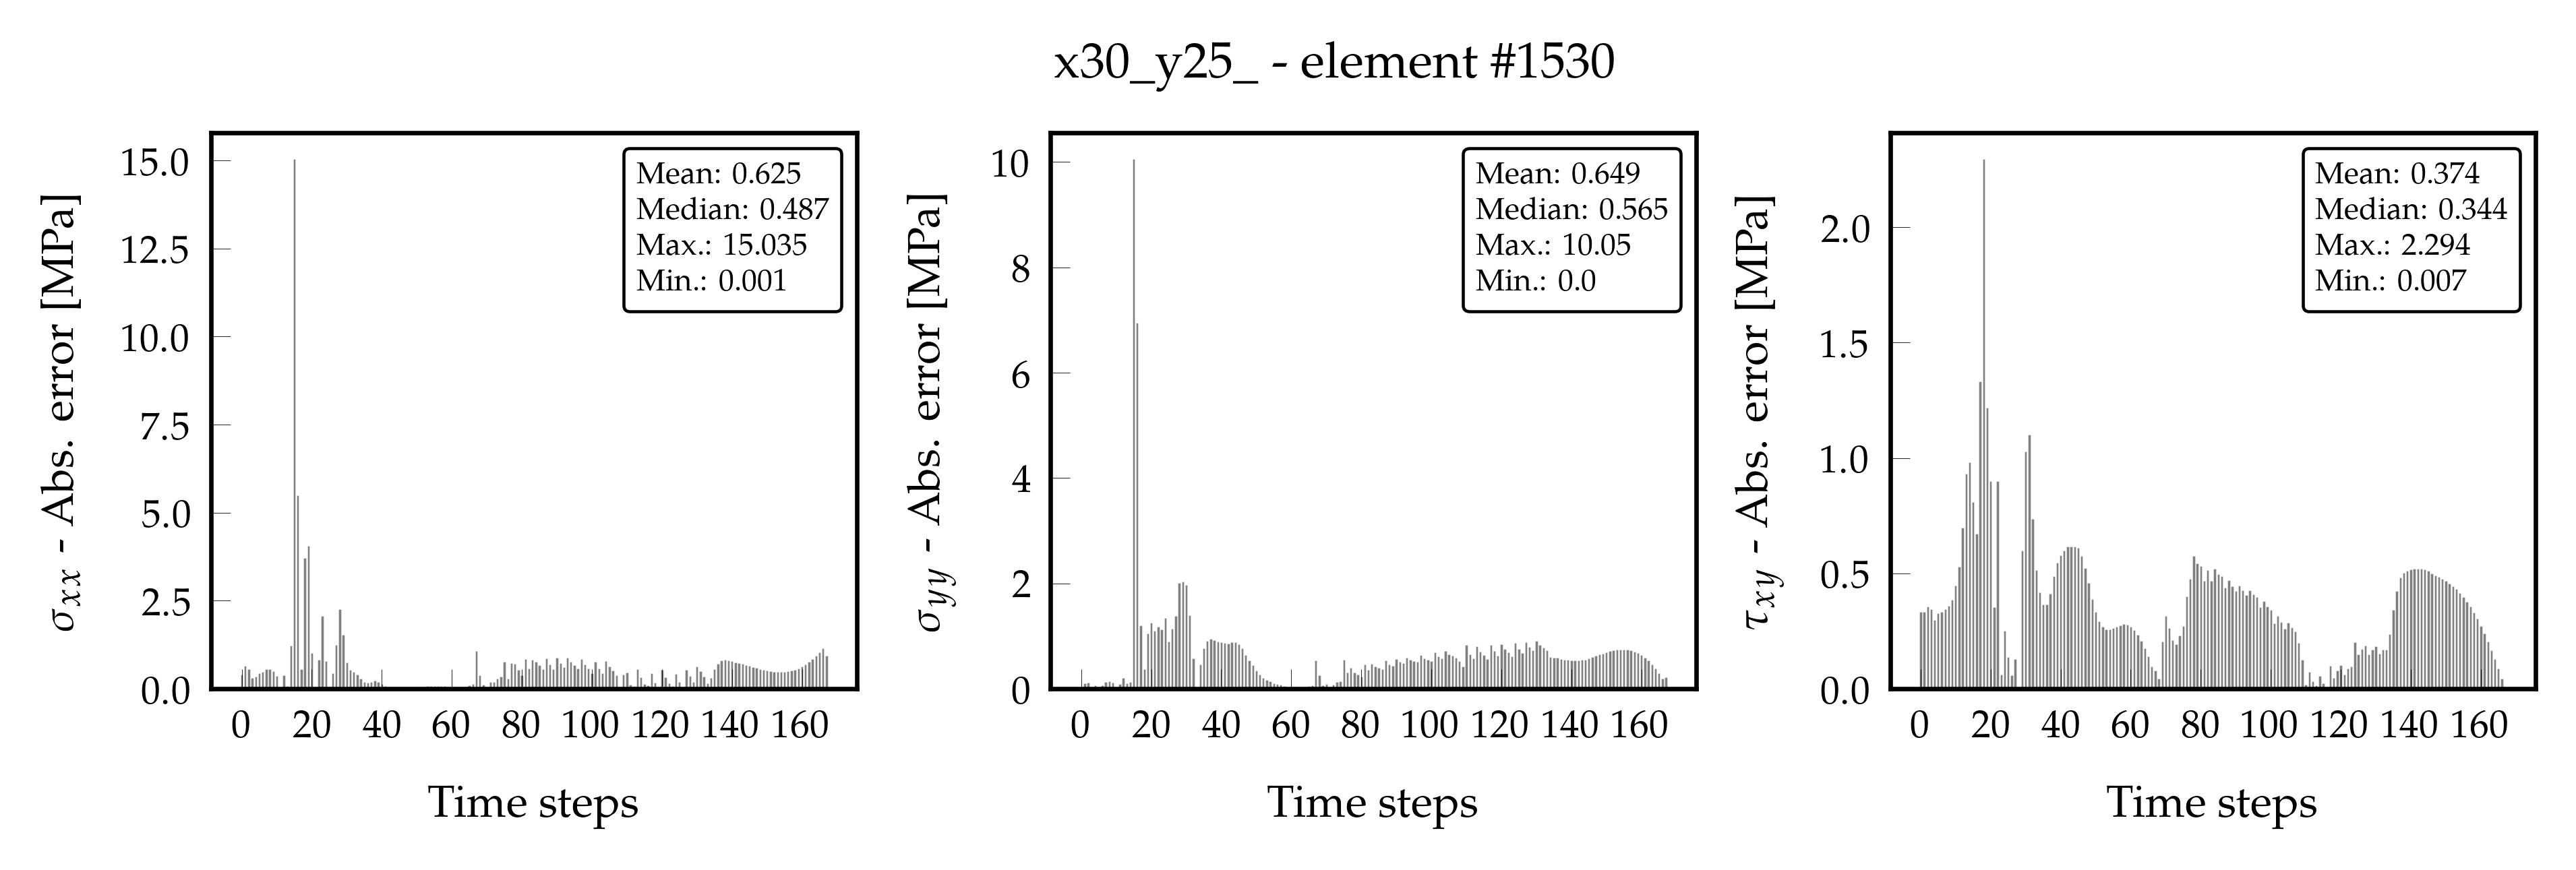 x30_y25_ - element #1530
σxx - Abs. error [MPa]
15.0
12.5
10.0
7.5
5.0
2.5
0.0
0 20 40 60 80 100 120 140 160
Time steps
Mean: 0.625
Median: 0.487
Max.: 15.035
Min.: 0.001
σyy - Abs. error [MPa]
10
8
6
4
2
0
0 20 40 60 80 100 120 140 160
Time steps
Mean: 0.649
Median: 0.565
Max.: 10.05
Min.: 0.0
τxy - Abs. error [MPa]
2.0
1.5
1.0
0.5
0.0
0 20 40 60 80 100 120 140 160
Time steps
Mean: 0.374
Median: 0.344
Max.: 2.294
Min.: 0.007